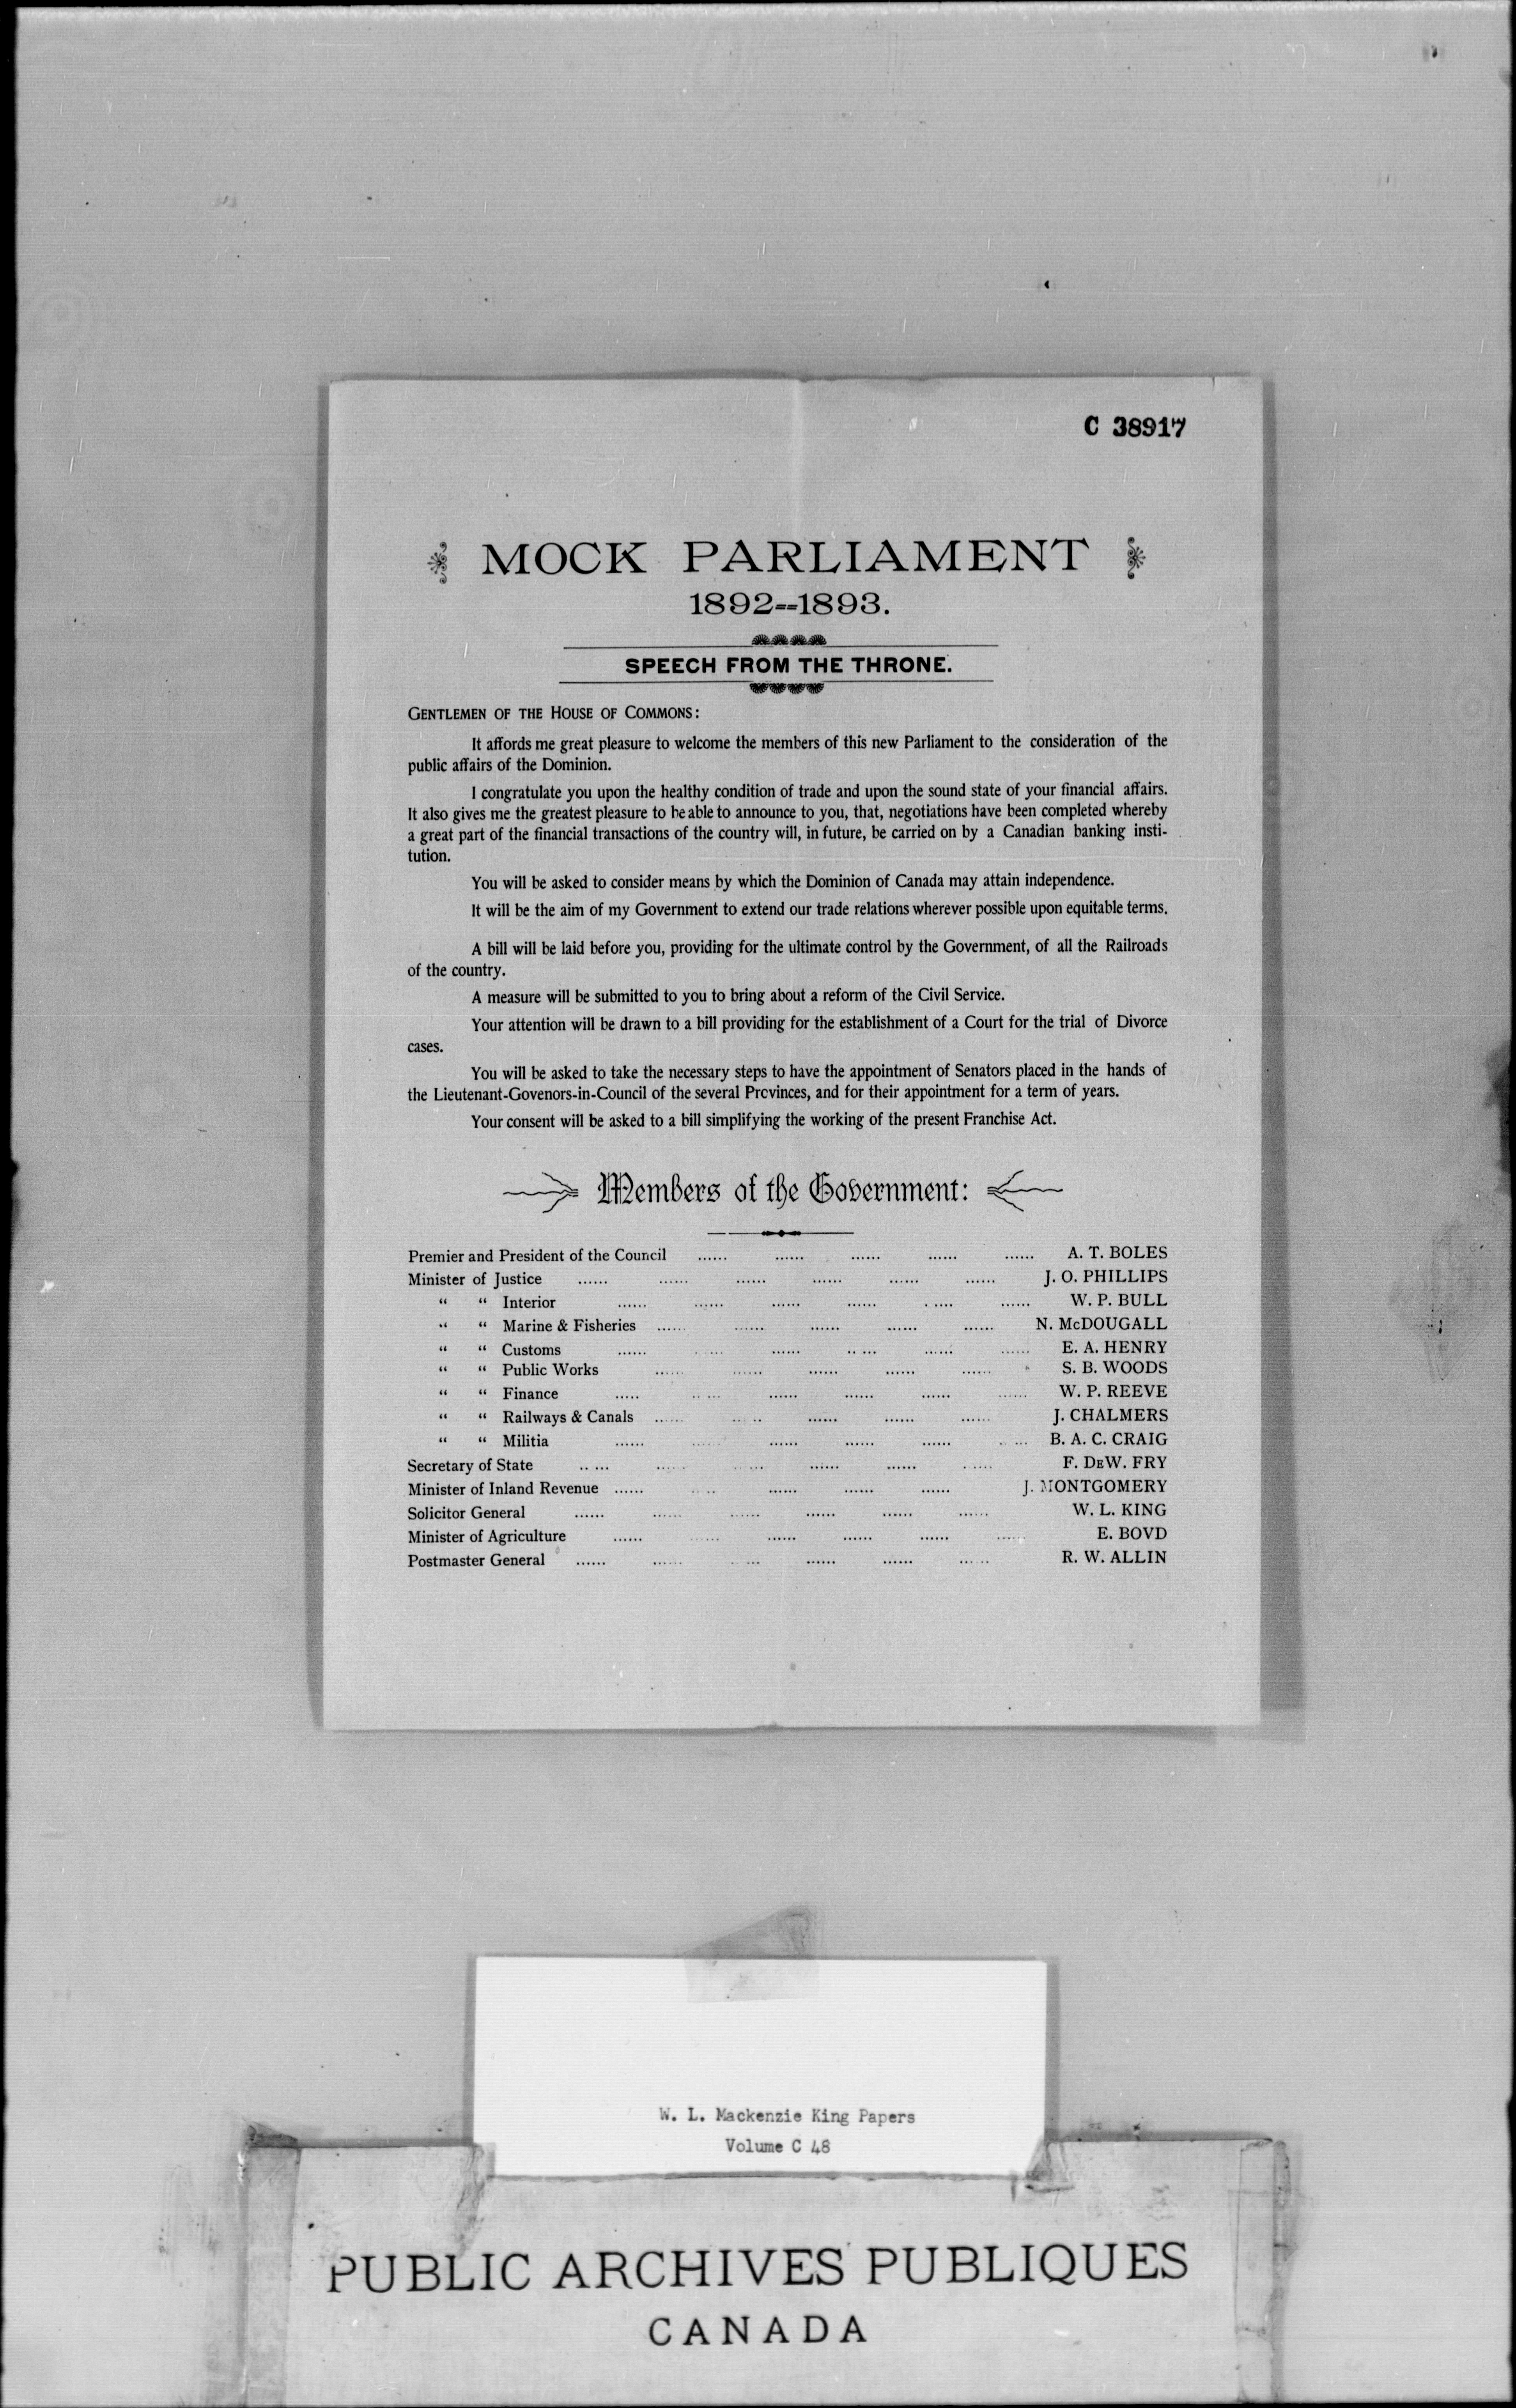 C 38917
MOCK PARLIAMENT
1892--1893.
SPEECH FROM THE THRONE.
GENTLEMEN OF THE HOUSE OF COMMONS:
It affords me great pleasure to welcome the members of this new Parliament to the consideration of the
public affairs of the Dominion.
I congratulate you upon the healthy condition of trade and upon the sound state of your financial affairs.
It also gives me the greatest pleasure to be able to announce to you, that, negotiations have been completed whereby
a great part of the financial transactions of the country will, in future, be carried on by a Canadian banking insti-
tution.
You will be asked to consider means by which the Dominion of Canada may attain independence.
It will be the aim of my Government to extend our trade relations wherever possible upon equitable terms.
A bill will be laid before you, providing for the ultimate control by the Government, of all the Railroads
of the country.
A measure will be submitted to you to bring about a reform of the Civil Service.
Your attention will be drawn to a bill providing for the establishment of a Court for the trial of Divorce
cases.
You will be asked to take the necessary steps to have the appointment of Senators placed in the hands of
the Lieutenant-Govenors-in-Council of the several Prcvinces, and for their appointment for a term of years.
Your consent will be asked to a bill simplifying the working of the present Franchise Act.
Members of the Government:
Premier and President of the Council ...... ...... ...... ...... ...... A. T. BOLES
Minister of Justice ...... ...... ...... ...... ...... ...... J. O. PHILLIPS
“ “ Interior ...... ...... ...... ...... ...... ...... W. P. BULL
“ “ Marine & Fisheries ...... ...... ...... ...... ...... N. McDOUGALL
“ “ Customs ...... ...... ...... ...... ...... ...... E. A. HENRY
“ “ Public Works ...... ...... ...... ...... ...... S. B. WOODS
“ “ Finance ...... ...... ...... ...... ...... ...... W. P. REEVE
“ “ Railways & Canals ...... ...... ...... ...... ...... J. CHALMERS
“ “ Militia ...... ...... ...... ...... ...... ...... B. A. C. CRAIG
Secretary of State ...... ...... ...... ...... ...... ...... F. DEW. FRY
Minister of Inland Revenue ...... ...... ...... ...... ...... J. MONTGOMERY
Solicitor General ...... ...... ...... ...... ...... ...... W. L. KING
Minister of Agriculture ...... ...... ...... ...... ...... ...... E. BOVD
Postmaster General ...... ...... ...... ...... ...... ...... R. W. ALLIN
W. L. Mackenzie King Papers
Volume C 48
PUBLIC ARCHIVES PUBLIQUES
CANADA